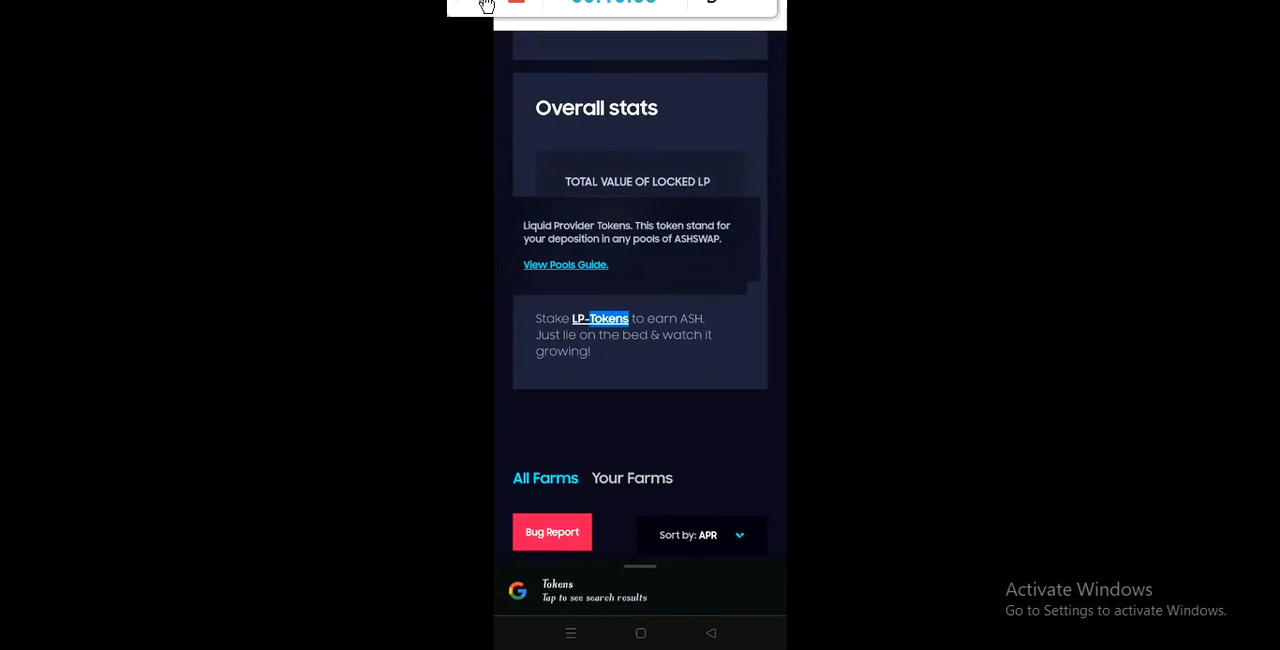 Overall stats
TOTAL VALUE OF LOCKED LP
Liquid Provider Tokens. This token stand for
your deposition in any pools of ASHSWAP.
View Pools Guide.
Stake LP-Tokens to earn ASH.
Just lie on the bed & watch it
growing!
All Farms Your Farms
Bug Report
Sort by: APR
Tokens
Tap to see search results
Activate Windows
Go to Settings to activate Windows.